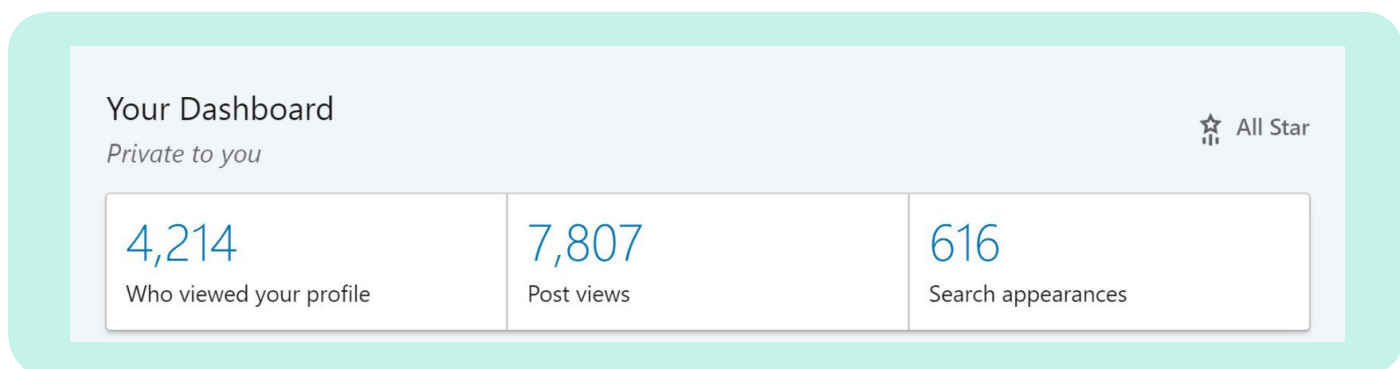 Your Dashboard
Private to you
All Star
4,214
Who viewed your profile
7,807
Post views
616
Search appearances